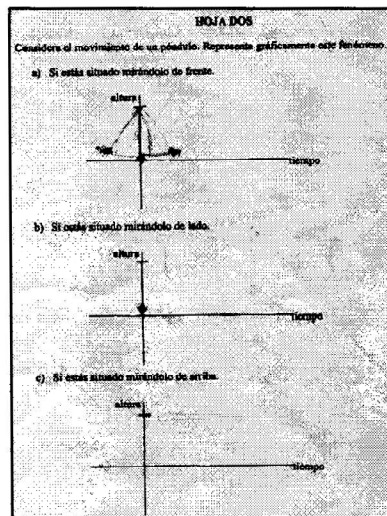 HOJA DOS
Considera el movimiento de un péndulo. Represente gráficamente este fenómeno.
a) Si estás situado mirándolo de frente.
altura
tiempo
b) Si estás situado mirándolo de lado.
altura
tiempo
c) Si estás situado mirándolo de arriba.
altura
tiempo